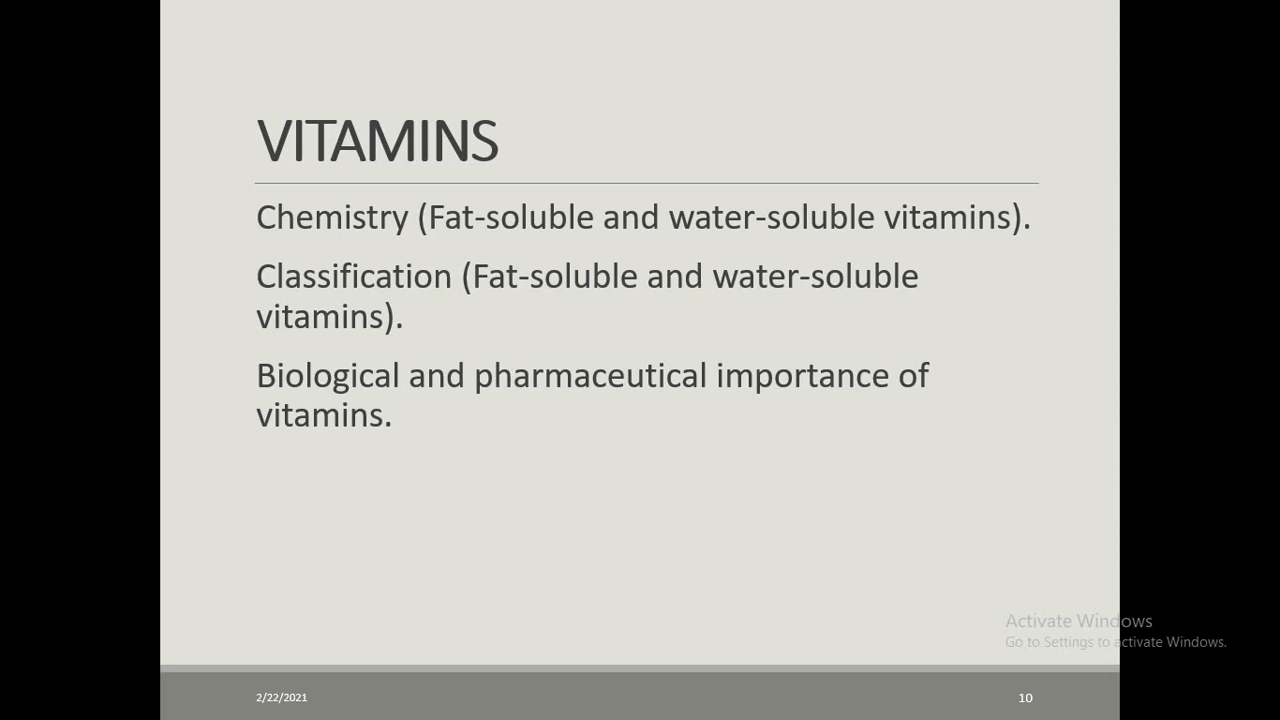 VITAMINS
Chemistry (Fat-soluble and water-soluble vitamins).
Classification (Fat-soluble and water-soluble
vitamins).
Biological and pharmaceutical importance of
vitamins.
Activate Windows
Go to Settings to activate Windows.
2/22/2021
10